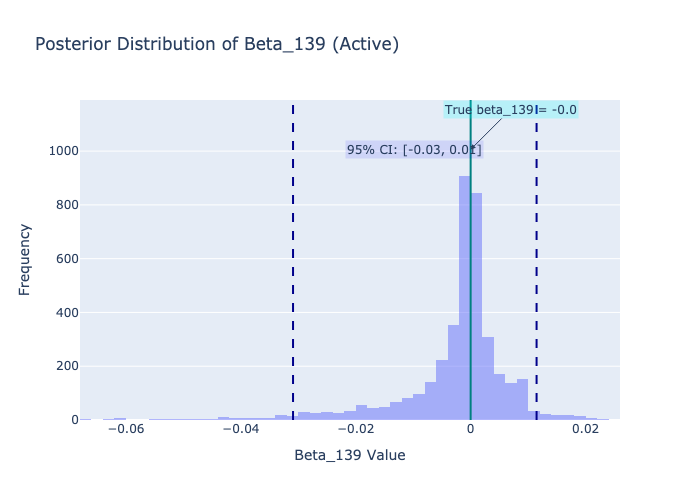 Posterior Distribution of Beta_139 (Active)
True beta_139 = -0.0
95% CI: [-0.03, 0.01]
1000
800
600
400
200
0
Frequency
−0.06
−0.04
−0.02
0
0.02
Beta_139 Value